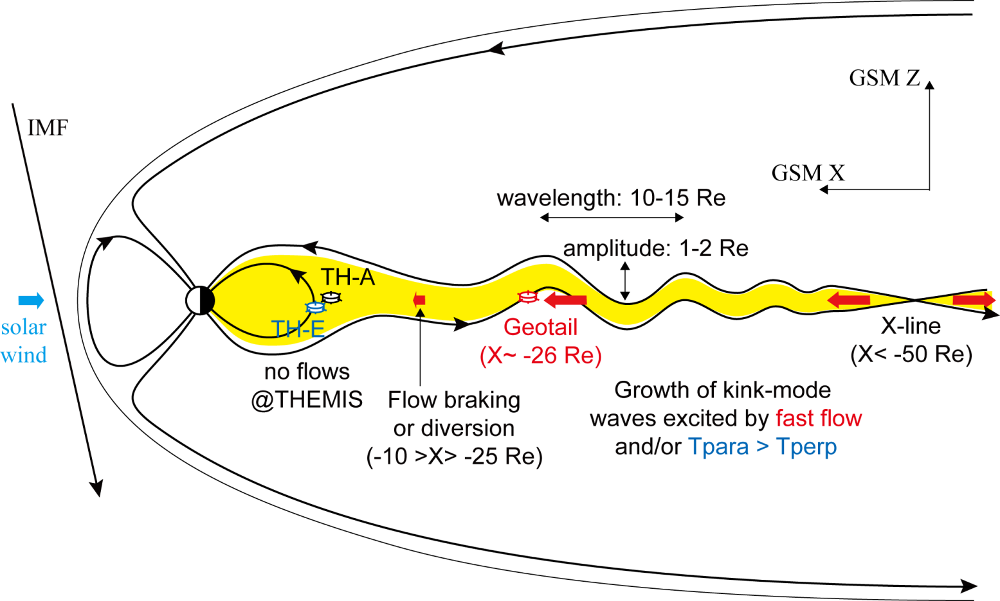 GSM Z
IMF
GSM X
wavelength: 10-15 Re
amplitude: 1-2 Re
TH-A
TH-E
solar
wind
Geotail
(X~ -26 Re)
X-line
(X< -50 Re)
no flows
@THEMIS
Flow braking
or diversion
(-10 >X> -25 Re)
Growth of kink-mode
waves excited by fast flow
and/or Tpara > Tperp